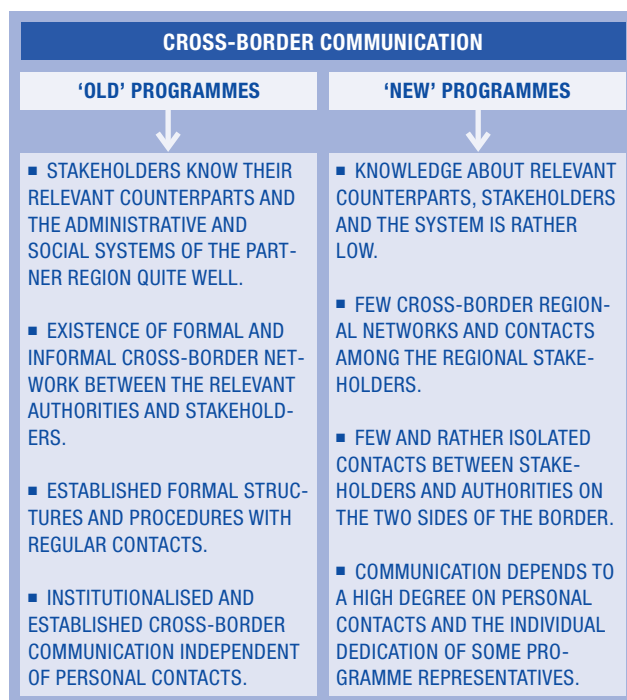 CROSS-BORDER COMMUNICATION
‘OLD’ PROGRAMMES
■ STAKEHOLDERS KNOW THEIR
RELEVANT COUNTERPARTS AND
THE ADMINISTRATIVE AND
SOCIAL SYSTEMS OF THE PART-
NER REGION QUITE WELL.
■ EXISTENCE OF FORMAL AND
INFORMAL CROSS-BORDER NET-
WORK BETWEEN THE RELEVANT
AUTHORITIES AND STAKEHOLD-
ERS.
■ ESTABLISHED FORMAL STRUC-
TURES AND PROCEDURES WITH
REGULAR CONTACTS.
■ INSTITUTIONALISED AND
ESTABLISHED CROSS-BORDER
COMMUNICATION INDEPENDENT
OF PERSONAL CONTACTS.
‘NEW’ PROGRAMMES
■ KNOWLEDGE ABOUT RELEVANT
COUNTERPARTS, STAKEHOLDERS
AND THE SYSTEM IS RATHER
LOW.
■ FEW CROSS-BORDER REGION-
AL NETWORKS AND CONTACTS
AMONG THE REGIONAL STAKE-
HOLDERS.
■ FEW AND RATHER ISOLATED
CONTACTS BETWEEN STAKE-
HOLDERS AND AUTHORITIES ON
THE TWO SIDES OF THE BORDER.
■ COMMUNICATION DEPENDS TO
A HIGH DEGREE ON PERSONAL
CONTACTS AND THE INDIVIDUAL
DEDICATION OF SOME PRO-
GRAMME REPRESENTATIVES.